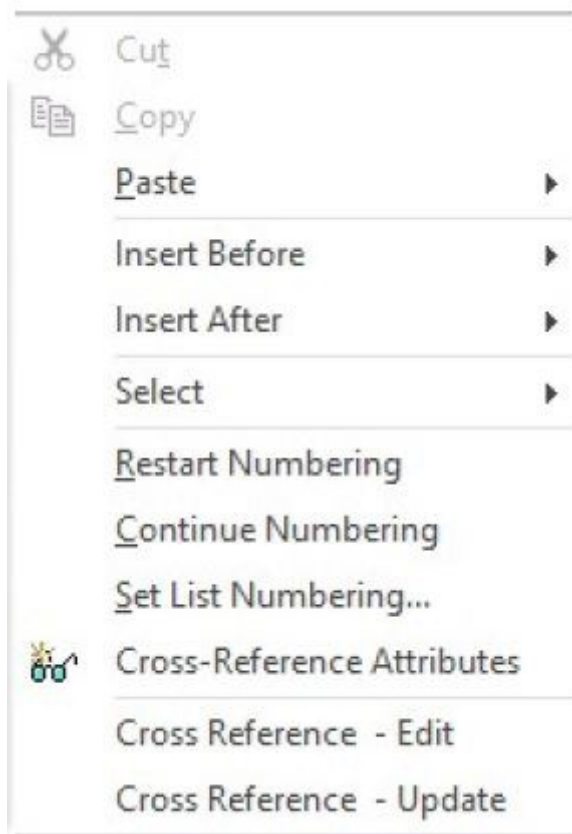 Cut
Copy
Paste
Insert Before
Insert After
Select
Restart Numbering
Continue Numbering
Set List Numbering...
Cross-Reference Attributes
Cross Reference - Edit
Cross Reference - Update